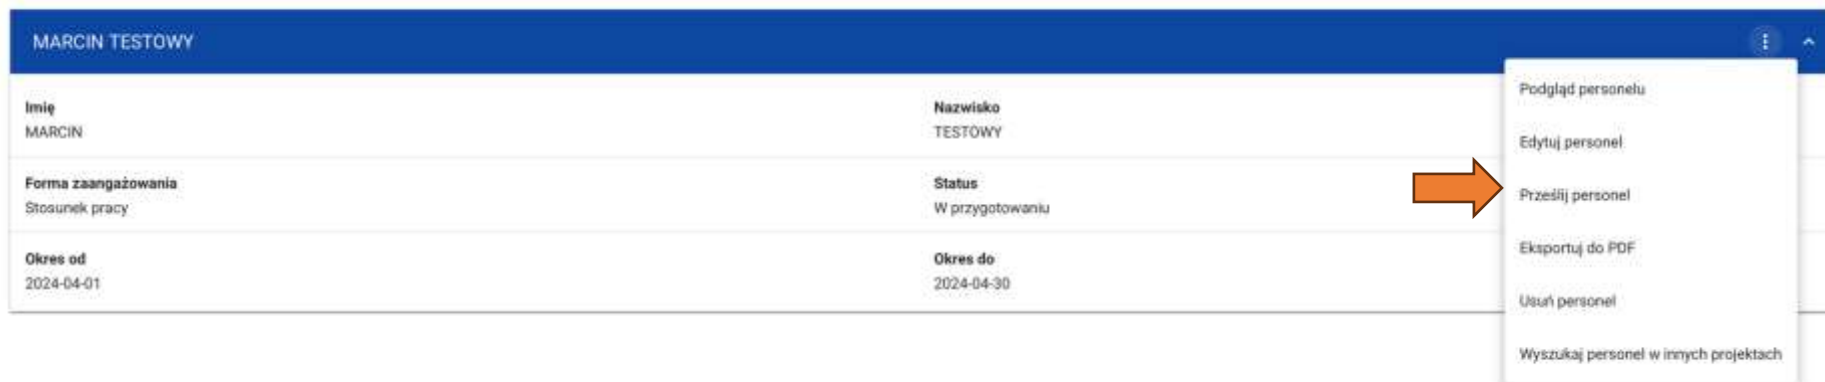 MARCIN TESTOWY
Imię
MARCIN
Nazwisko
TESTOWY
Forma zaangażowania
Stosunek pracy
Status
W przygotowaniu
Okres od
2024-04-01
Okres do
2024-04-30
Podgląd personelu
Edytuj personel
Prześlij personel
Eksportuj do PDF
Usuń personel
Wyszukaj personel w innych projektach